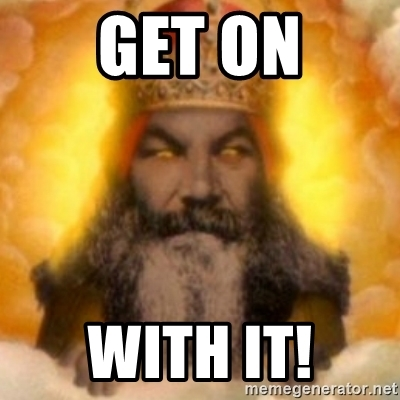 GET ON
WITH IT!
memegenerator.net